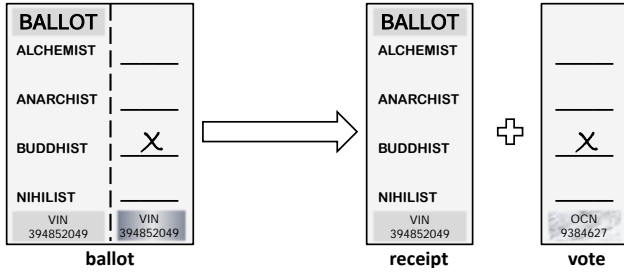 BALLOT
ALCHEMIST
ANARCHIST
BUDDHIST X
NIHILIST
VIN
394852049
VIN
394852049
ballot
BALLOT
ALCHEMIST
ANARCHIST
BUDDHIST
NIHILIST
VIN
394852049
receipt
X
OCN
9384627
vote